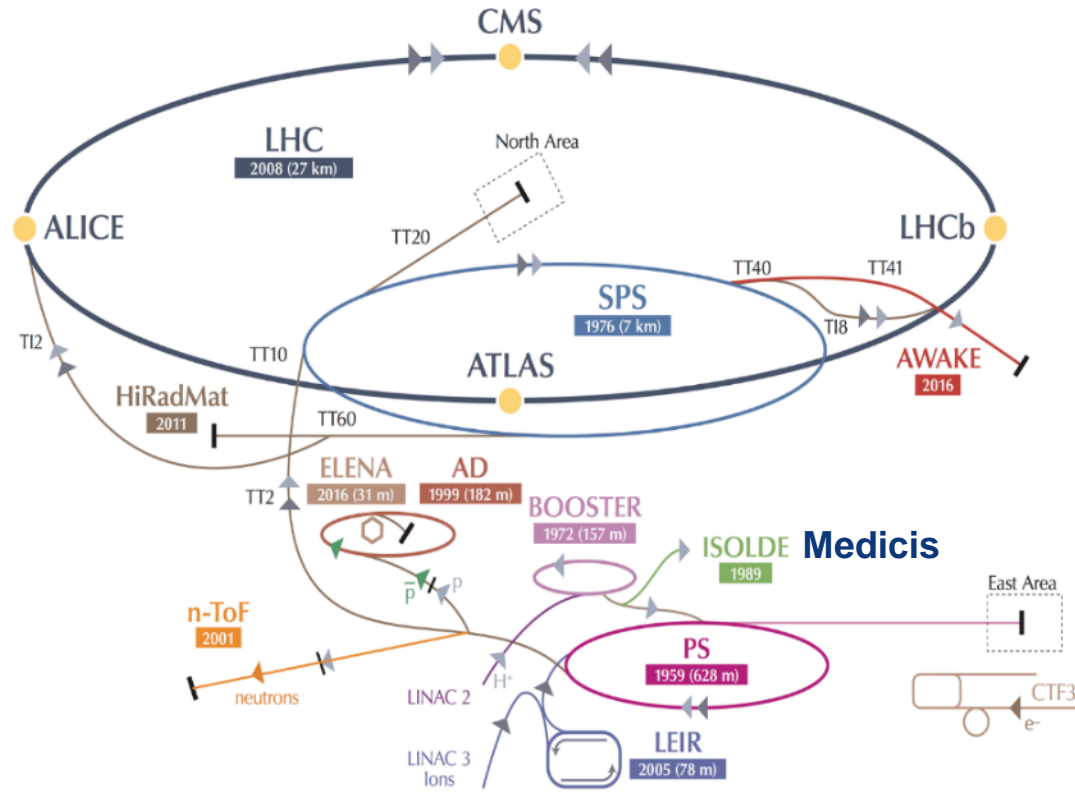 CMS
LHC
2008 (27 km)
North Area
ALICE
LHCb
TT20
TT40
TT41
SPS
1976 (7 km)
TI8
TI2
TT10
ATLAS
AWAKE
2016
HiRadMat
2011
TT60
ELENA
2016 (31 m)
AD
1999 (182 m)
TT2
BOOSTER
1972 (157 m)
ISOLDE
1989
Medicis
p̅
p
East Area
n-ToF
2001
neutrons
PS
1959 (628 m)
H⁺
LINAC 2
CTF3
e⁻
LEIR
2005 (78 m)
LINAC 3
Ions